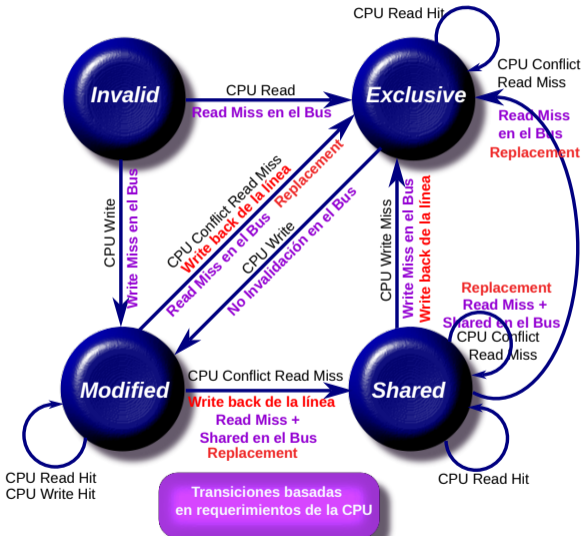 CPU Read Hit
Invalid
Exclusive
CPU Read
Read Miss en el Bus
CPU Conflict
Read Miss
Read Miss
en el Bus
Replacement
CPU Write
Write Miss en el Bus
CPU Conflict Read Miss
Write back de la línea
Replacement
Read Miss en el Bus
CPU Write
No Invalidación en el Bus
CPU Write Miss
Write Miss en el Bus
Write back de la línea
Replacement
Read Miss +
Shared en el Bus
CPU Conflict
Read Miss
Modified
CPU Conflict Read Miss
Write back de la línea
Read Miss +
Shared en el Bus
Replacement
Shared
CPU Read Hit
CPU Write Hit
CPU Read Hit
Transiciones basadas
en requerimientos de la CPU